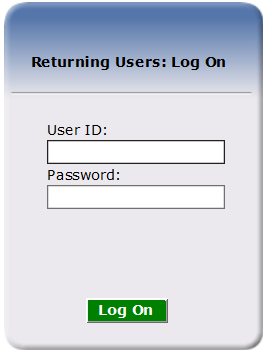 Returning Users: Log On
User ID:
Password:
Log On